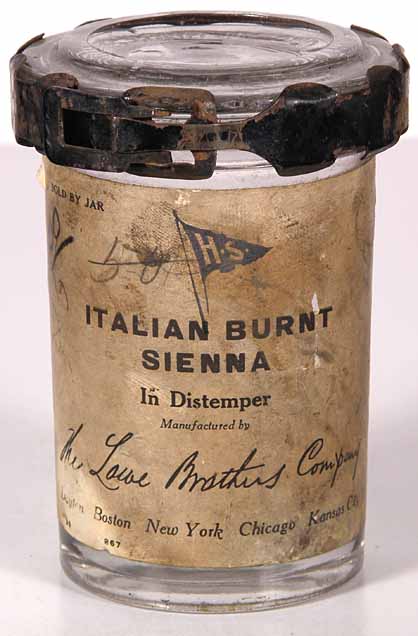 SOLD BY JAR
H.S.
ITALIAN BURNT
SIENNA
In Distemper
Manufactured by
The Lowe Brothers Company
Dayton Boston New York Chicago Kansas City
867